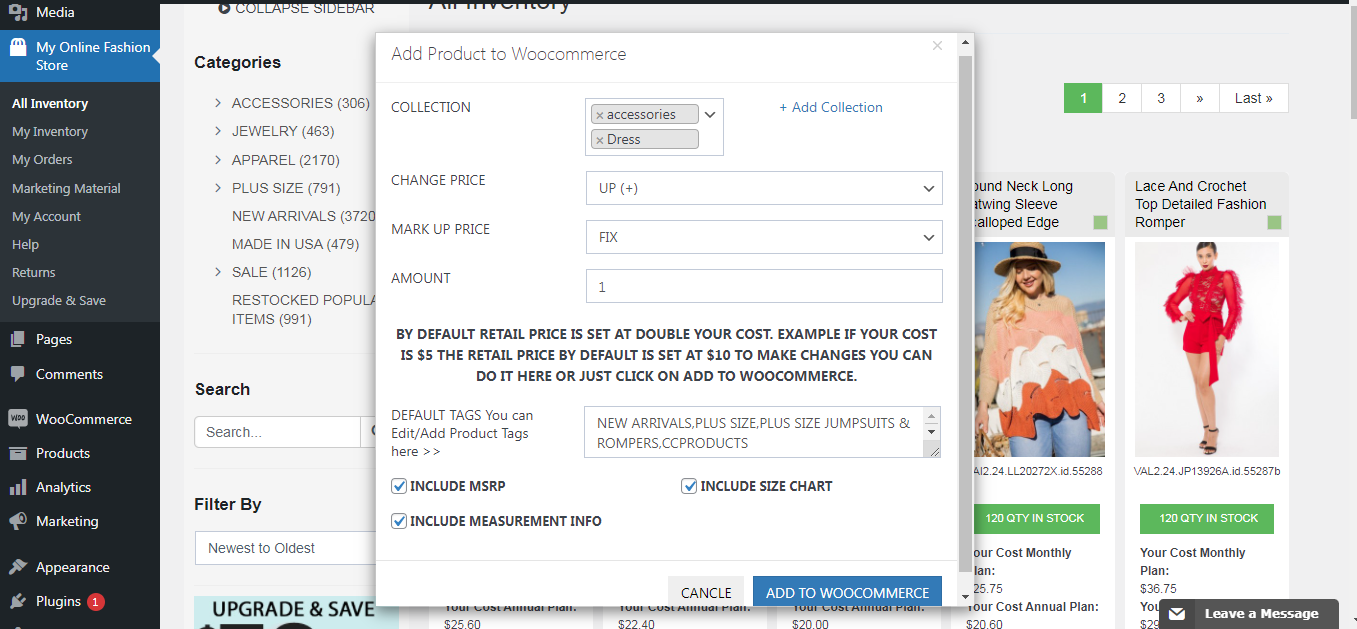 Media
My Online Fashion
Store
All Inventory
My Inventory
My Orders
Marketing Material
My Account
Help
Returns
Upgrade & Save
Pages
Comments
WooCommerce
Products
Analytics
Marketing
Appearance
Plugins 1
COLLAPSE SIDEBAR
All Inventory
Categories
ACCESSORIES (306)
JEWELRY (463)
APPAREL (2170)
PLUS SIZE (791)
NEW ARRIVALS (3720
MADE IN USA (479)
SALE (1126)
RESTOCKED POPULA
ITEMS (991)
Search
Search...
Filter By
Newest to Oldest
UPGRADE & SAVE
Add Product to Woocommerce
×
COLLECTION
× accessories
× Dress
+ Add Collection
CHANGE PRICE
UP (+)
MARK UP PRICE
FIX
AMOUNT
1
BY DEFAULT RETAIL PRICE IS SET AT DOUBLE YOUR COST. EXAMPLE IF YOUR COST
IS $5 THE RETAIL PRICE BY DEFAULT IS SET AT $10 TO MAKE CHANGES YOU CAN
DO IT HERE OR JUST CLICK ON ADD TO WOOCOMMERCE.
DEFAULT TAGS You can
Edit/Add Product Tags
here >>
NEW ARRIVALS,PLUS SIZE,PLUS SIZE JUMPSUITS &
ROMPERS,CCPRODUCTS
INCLUDE MSRP
INCLUDE SIZE CHART
INCLUDE MEASUREMENT INFO
CANCLE
ADD TO WOOCOMMERCE
Your Cost Annual Plan:
$25.60
Your Cost Annual Plan:
$22.40
Your Cost Annual Plan:
$20.00
1 2 3 » Last »
ound Neck Long
atwing Sleeve
calloped Edge
VAl2.24.LL20272X.id.55288
120 QTY IN STOCK
our Cost Monthly
lan:
25.75
Your Cost Annual Plan:
$20.60
Lace And Crochet
Top Detailed Fashion
Romper
VAL2.24.JP13926A.id.55287b
120 QTY IN STOCK
Your Cost Monthly
Plan:
$36.75
$29
Leave a Message